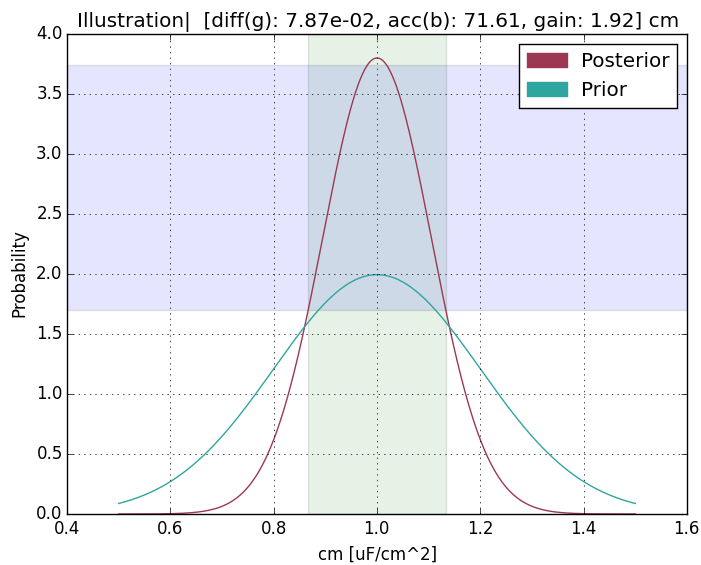 Illustration|  [diff(g): 7.87e-02, acc(b): 71.61, gain: 1.92] cm
Posterior
Prior
Probability
4.0
3.5
3.0
2.5
2.0
1.5
1.0
0.5
0.0
0.4 0.6 0.8 1.0 1.2 1.4 1.6
cm [uF/cm^2]